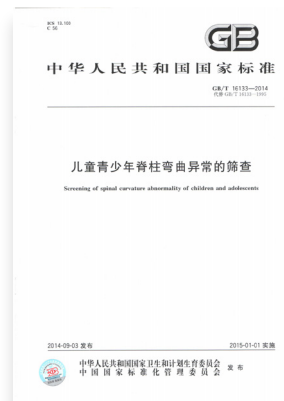 GB
中华人民共和国国家标准
GB/T 16133—2014
代替 GB/T 16133—1995
儿童青少年脊柱弯曲异常的筛查
Screening of spinal curvature abnormality of children and adolescents
2014-09-03 发布
2015-01-01 实施
中华人民共和国国家卫生和计划生育委员会
中国国家标准化管理委员会
发布